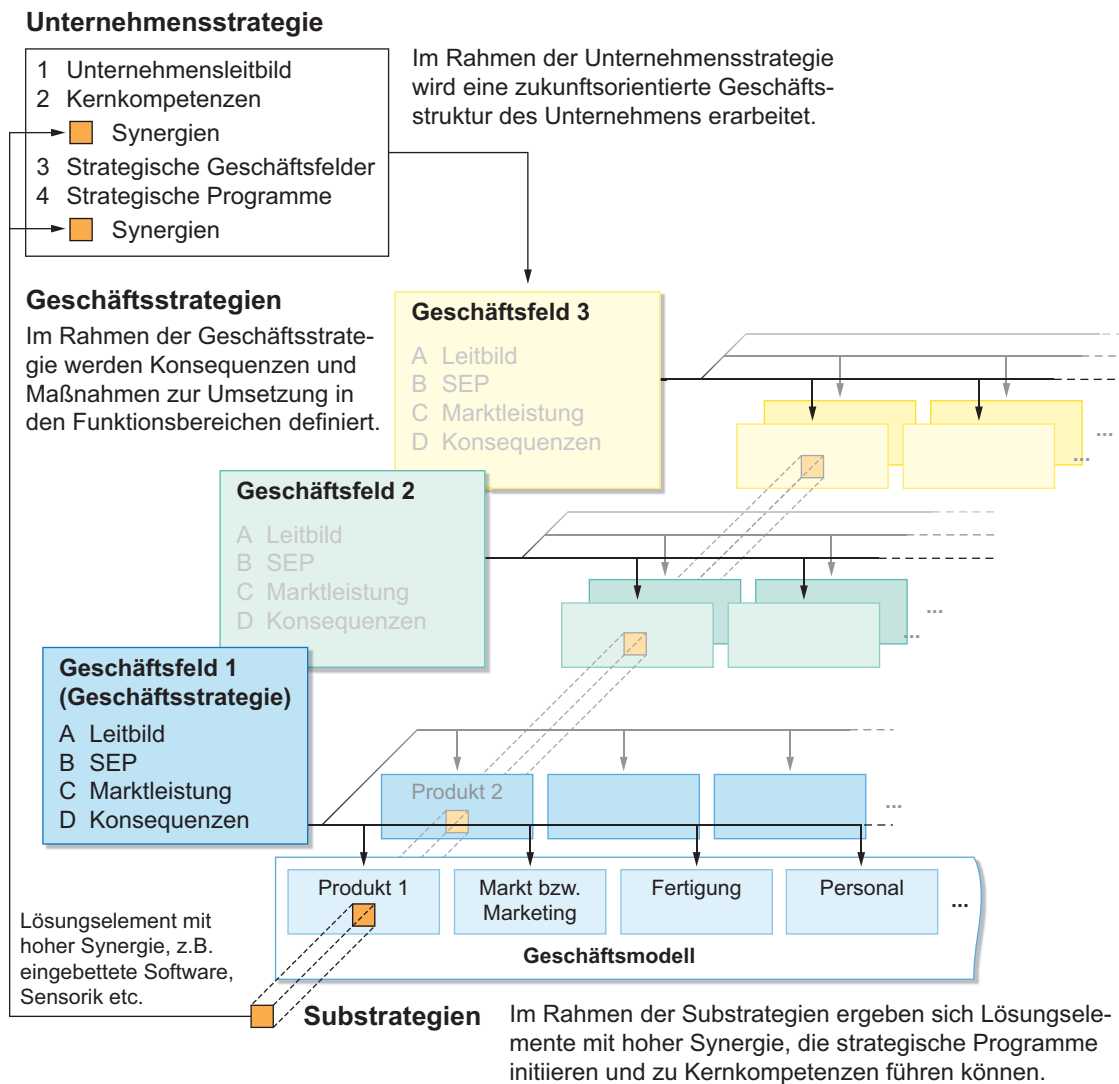 Unternehmensstrategie
1 Unternehmensleitbild
2 Kernkompetenzen
Synergien
3 Strategische Geschäftsfelder
4 Strategische Programme
Synergien
Im Rahmen der Unternehmensstrategie
wird eine zukunftsorientierte Geschäfts-
struktur des Unternehmens erarbeitet.
Geschäftsstrategien
Im Rahmen der Geschäftsstrate-
gie werden Konsequenzen und
Maßnahmen zur Umsetzung in
den Funktionsbereichen definiert.
Geschäftsfeld 3
A Leitbild
B SEP
C Marktleistung
D Konsequenzen
...
...
Geschäftsfeld 2
A Leitbild
B SEP
C Marktleistung
D Konsequenzen
...
...
Geschäftsfeld 1
(Geschäftsstrategie)
A Leitbild
B SEP
C Marktleistung
D Konsequenzen
Produkt 2
...
Produkt 1
Markt bzw.
Marketing
Fertigung
Personal
...
Geschäftsmodell
Lösungselement mit
hoher Synergie, z.B.
eingebettete Software,
Sensorik etc.
Substrategien
Im Rahmen der Substrategien ergeben sich Lösungsele-
mente mit hoher Synergie, die strategische Programme
initiieren und zu Kernkompetenzen führen können.